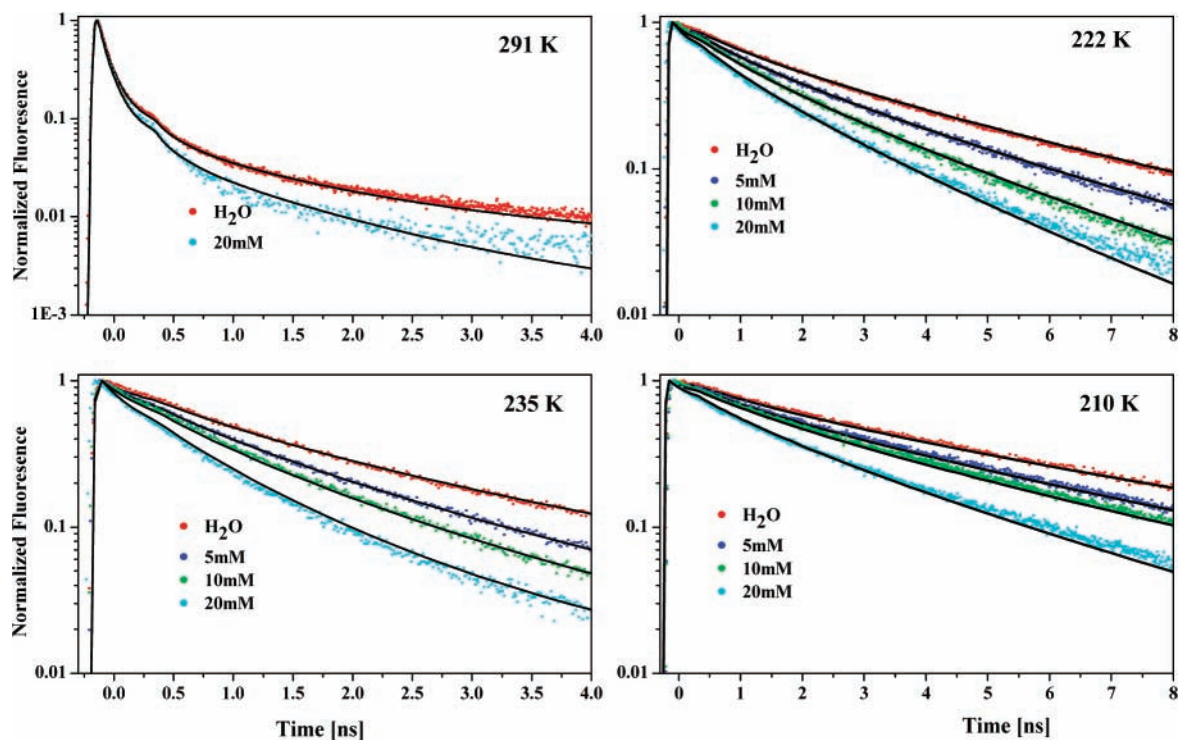 291 K
1
0.1
0.01
1E-3
Normalized Fluoresence
H₂O
20mM
0.0 0.5 1.0 1.5 2.0 2.5 3.0 3.5 4.0
222 K
1
0.1
0.01
H₂O
5mM
10mM
20mM
0 1 2 3 4 5 6 7 8
235 K
1
0.1
0.01
Normalized Fluoresence
H₂O
5mM
10mM
20mM
0.0 0.5 1.0 1.5 2.0 2.5 3.0 3.5 4.0
Time [ns]
210 K
1
0.1
0.01
H₂O
5mM
10mM
20mM
0 1 2 3 4 5 6 7 8
Time [ns]